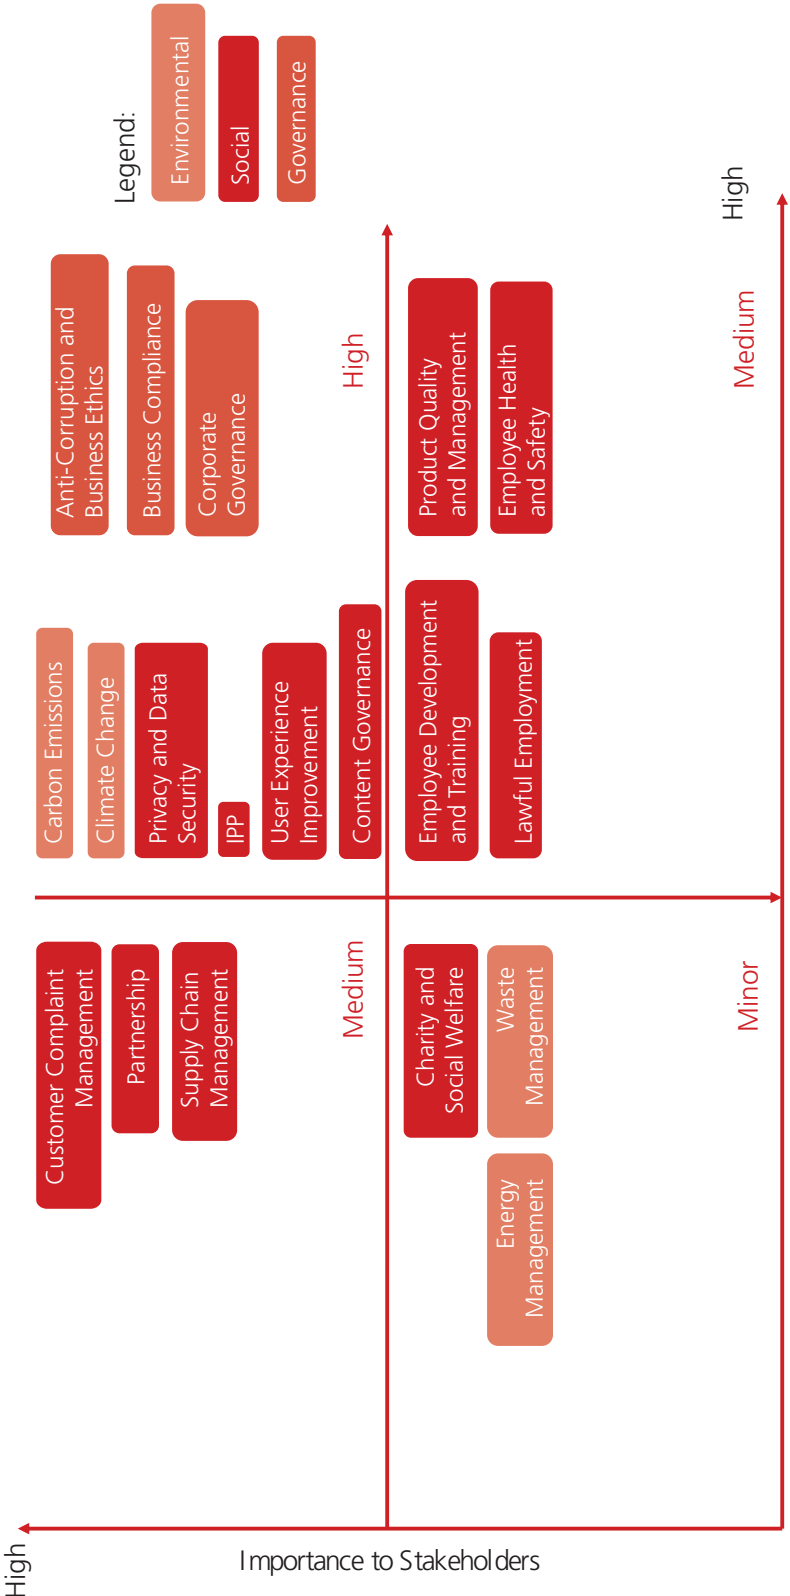 High
Importance to Stakeholders
Customer Complaint
Management
Partnership
Supply Chain
Management
Medium
Carbon Emissions
Climate Change
Privacy and Data
Security
IPP
User Experience
Improvement
Content Governance
Anti-Corruption and
Business Ethics
Business Compliance
Corporate
Governance
High
Legend:
Environmental
Social
Governance
Charity and
Social Welfare
Energy
Management
Waste
Management
Minor
Employee Development
and Training
Lawful Employment
Product Quality
and Management
Employee Health
and Safety
Medium
High